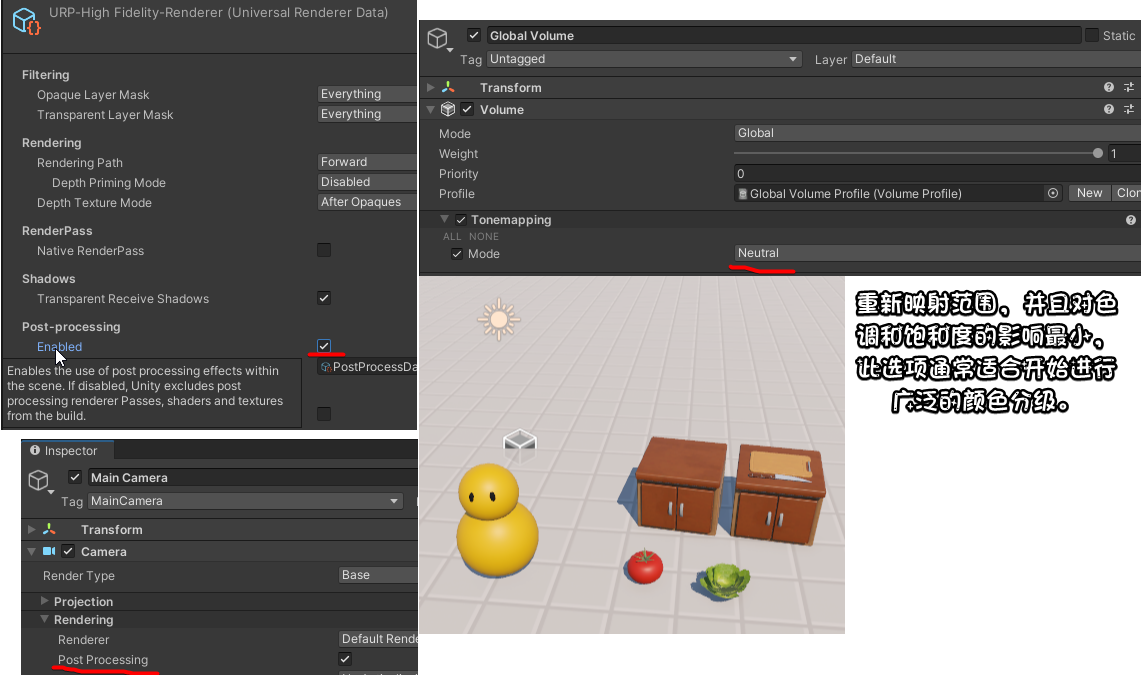 URP-High Fidelity-Renderer (Universal Renderer Data)
Filtering
Opaque Layer Mask
Everything
Transparent Layer Mask
Everything
Rendering
Rendering Path
Forward
Depth Priming Mode
Disabled
Depth Texture Mode
After Opaques
RenderPass
Native RenderPass
Shadows
Transparent Receive Shadows
Post-processing
Enabled
PostProcessDa
Enables the use of post processing effects within
the scene. If disabled, Unity excludes post
processing renderer Passes, shaders and textures
from the build.
Inspector
Main Camera
Tag MainCamera
Transform
Camera
Render Type
Base
Projection
Rendering
Renderer
Default Rende
Post Processing
Global Volume
Static
Tag Untagged
Layer Default
Transform
Volume
Mode
Global
Weight
1
Priority
0
Profile
Global Volume Profile (Volume Profile)
New
Clon
Tonemapping
ALL NONE
Mode
Neutral
重新映射范围，并且对色
调和饱和度的影响最小，
此选项通常适合开始进行
广泛的颜色分级。